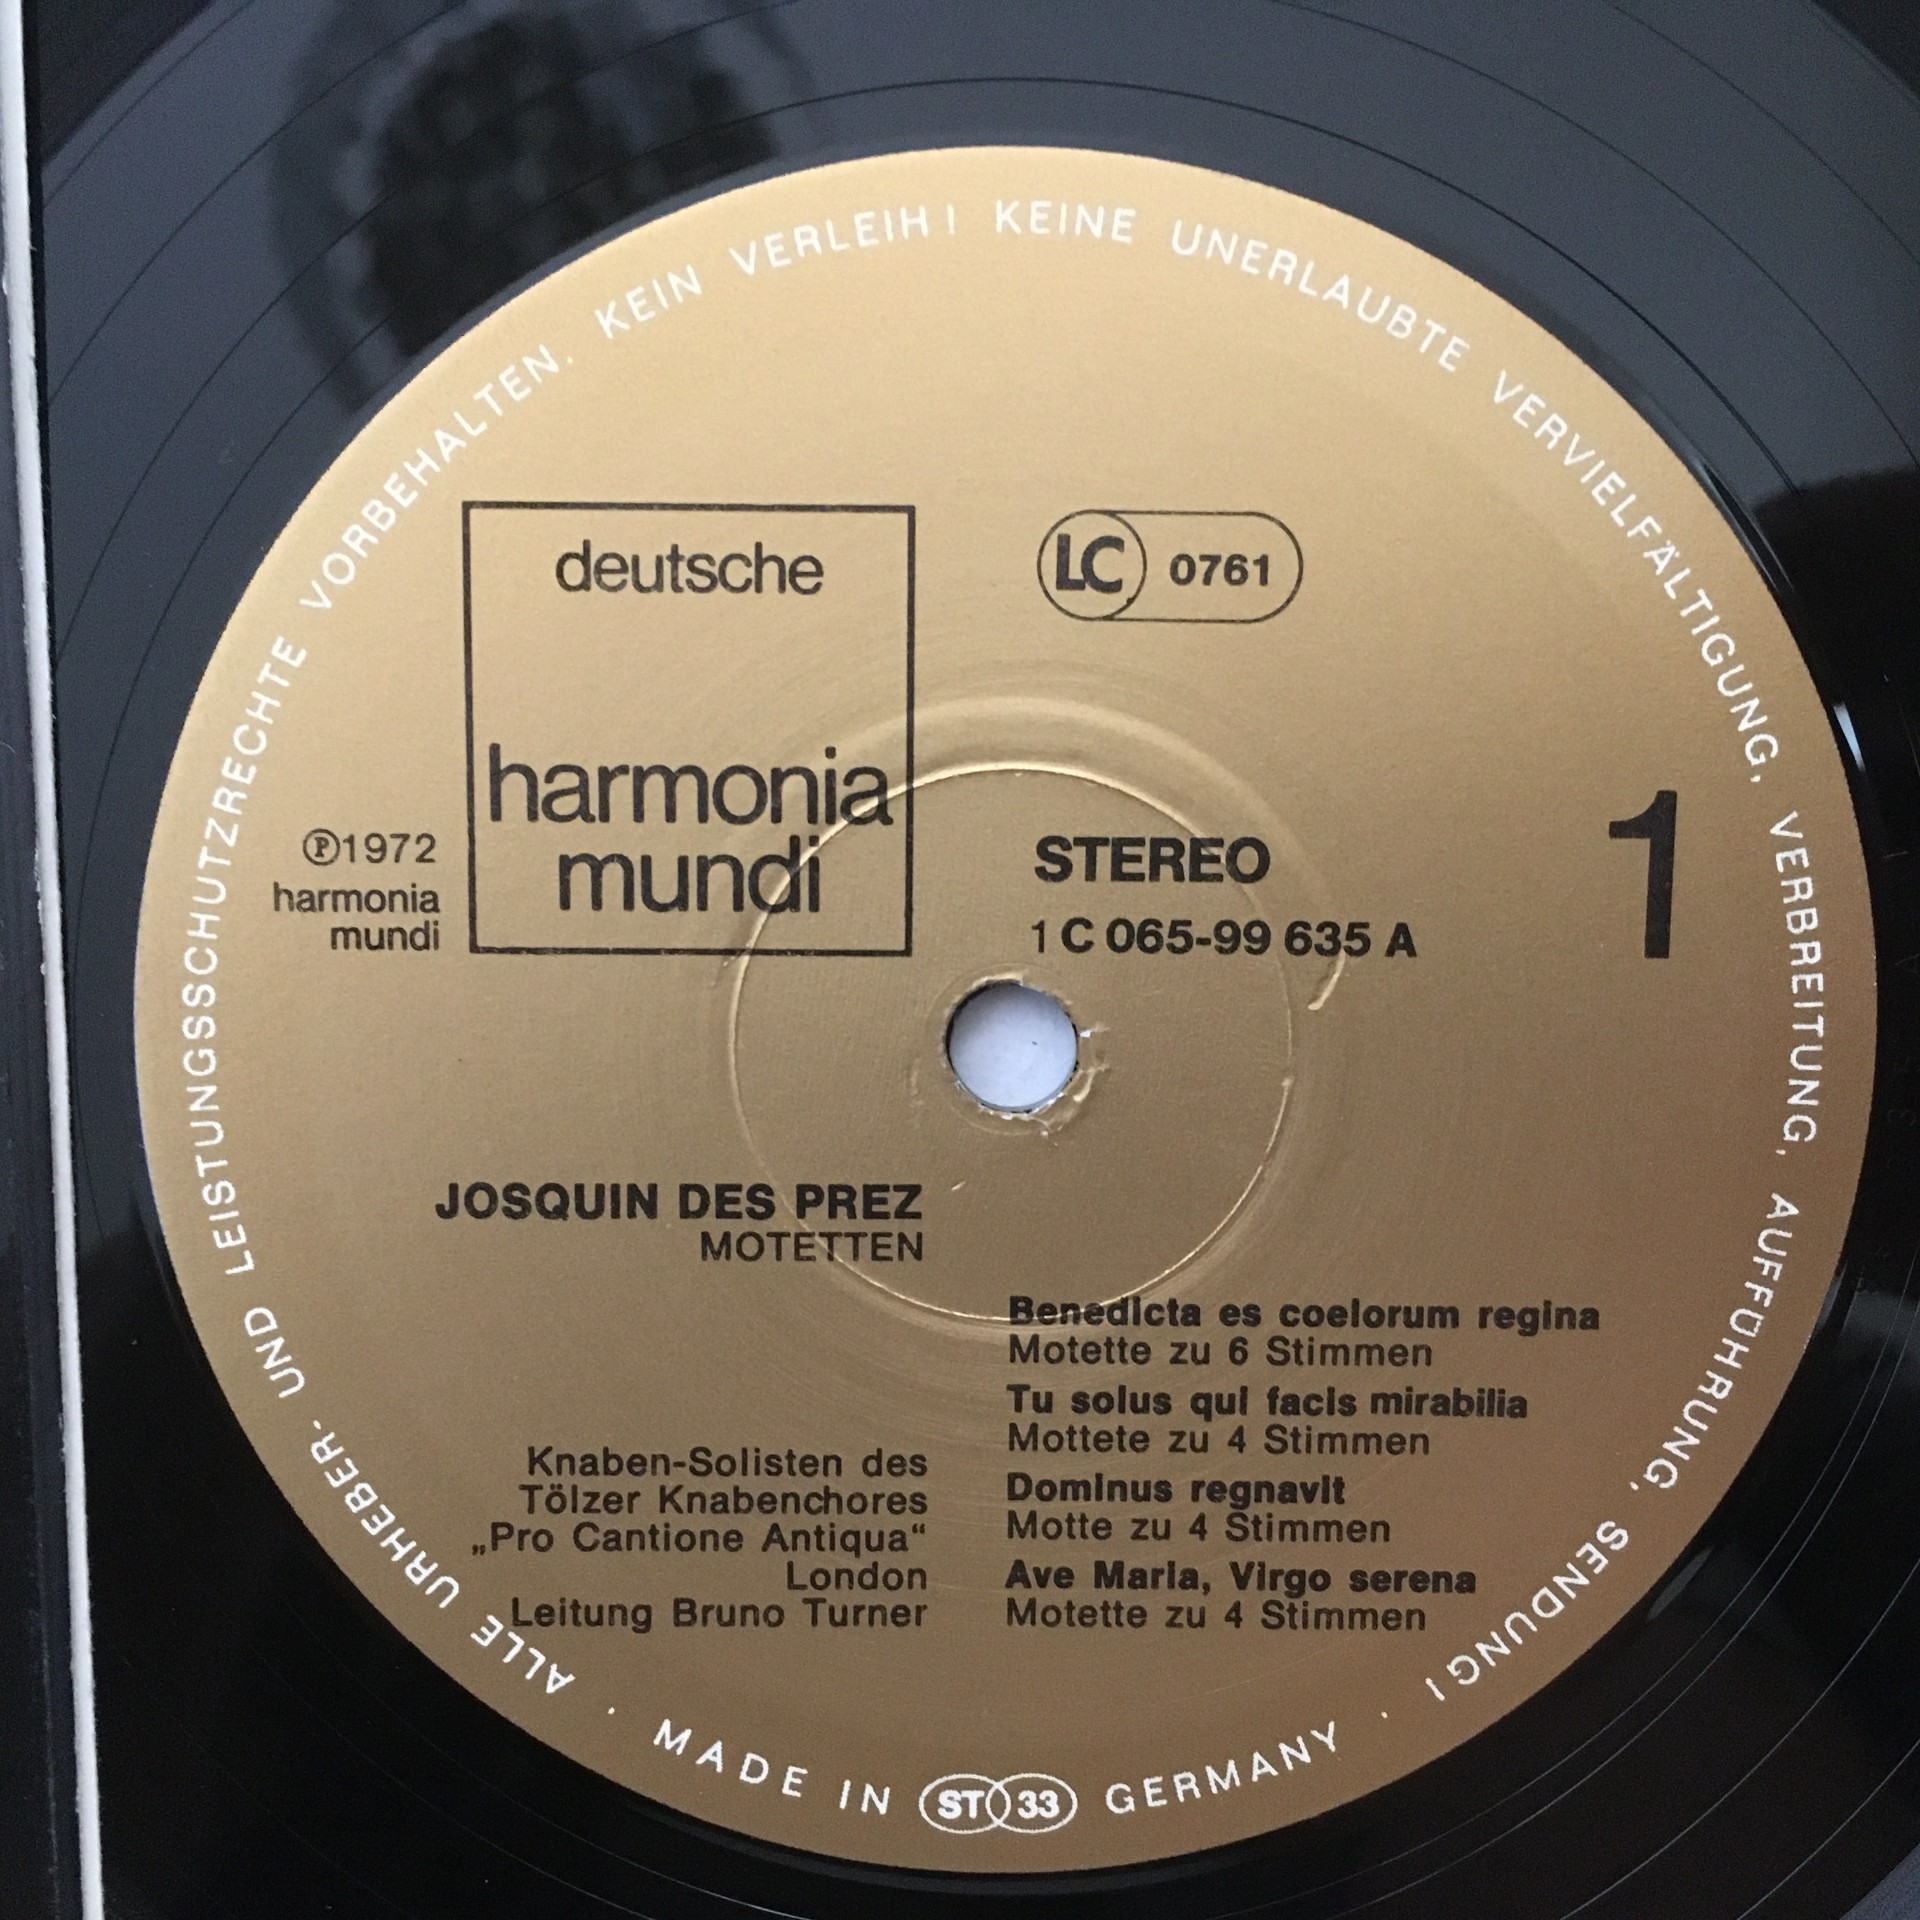 ALLE URHEBER- UND LEISTUNGSSCHUTZRECHTE VORBEHALTEN. KEIN VERLEIH! KEINE UNERLAUBTE VERVIELFÄLTIGUNG, VERBREITUNG, AUFFÜHRUNG, SENDUNG!
deutsche
harmonia
mundi
LC 0761
℗1972
harmonia
mundi
STEREO
1 C 065-99 635 A
1
JOSQUIN DES PREZ
MOTETTEN
Benedicta es coelorum regina
Motette zu 6 Stimmen
Tu solus qui facis mirabilia
Mottete zu 4 Stimmen
Dominus regnavit
Motte zu 4 Stimmen
Ave Maria, Virgo serena
Motette zu 4 Stimmen
Knaben-Solisten des
Tölzer Knabenchores
„Pro Cantione Antiqua“
London
Leitung Bruno Turner
· MADE IN ST 33 GERMANY ·